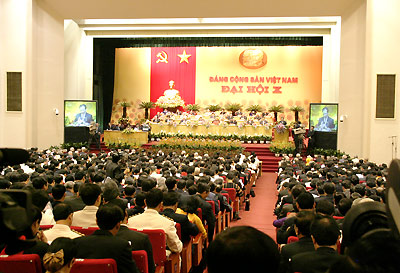 ĐẢNG CỘNG SẢN VIỆT NAM
ĐẠI HỘI X